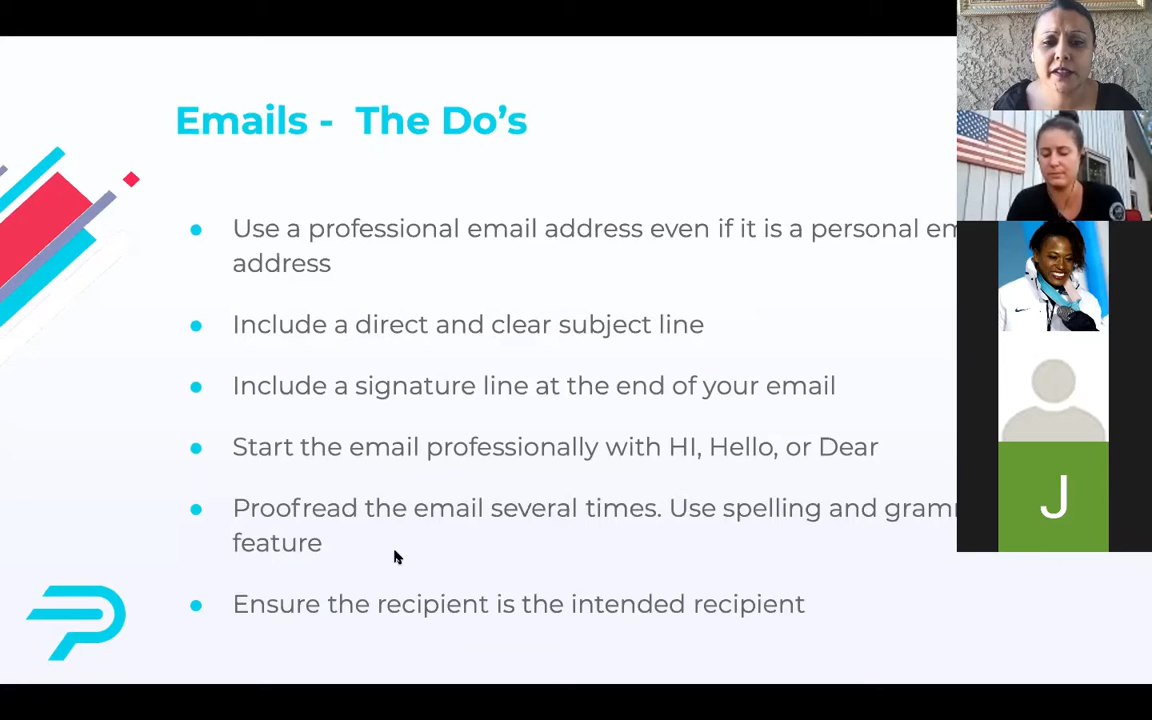 Emails - The Do’s
Use a professional email address even if it is a personal
address
Include a direct and clear subject line
Include a signature line at the end of your email
Start the email professionally with HI, Hello, or Dear
Proofread the email several times. Use spelling and
feature
Ensure the recipient is the intended recipient
J